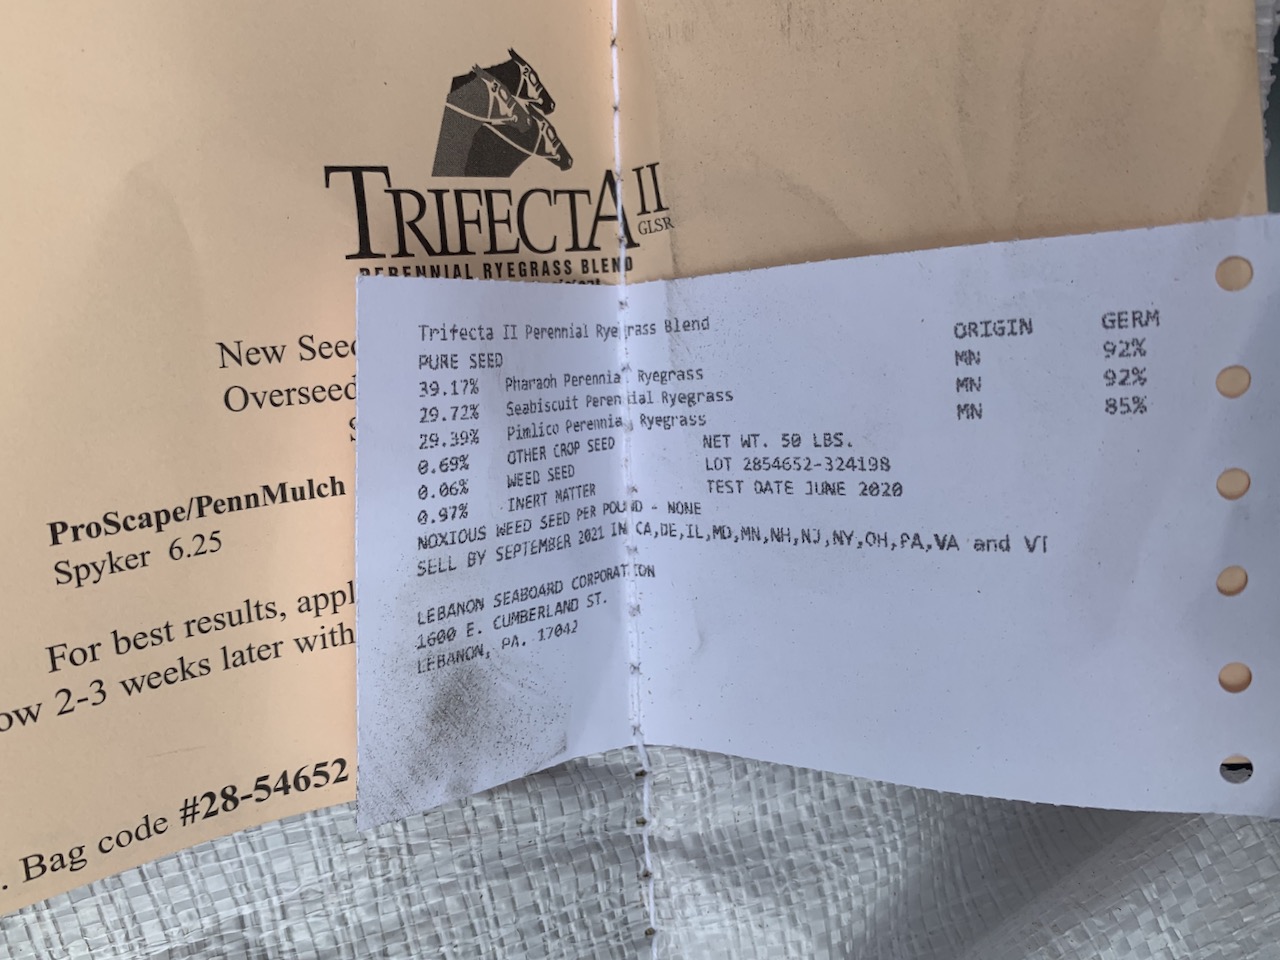 TRIFECTA II
GLSR
PERENNIAL RYEGRASS BLEND
New Seed
Overseed
ProScape/PennMulch
Spyker 6.25
For best results, appl
ow 2-3 weeks later with
. Bag code #28-54652
Trifecta II Perennial Ryegrass Blend
PURE SEED ORIGIN GERM
39.17% Pharaoh Perennial Ryegrass MN 92%
29.72% Seabiscuit Perennial Ryegrass MN 92%
29.39% Pimlico Perennial Ryegrass MN 85%
0.69% OTHER CROP SEED NET WT. 50 LBS.
0.06% WEED SEED LOT 2854652-324198
0.97% INERT MATTER TEST DATE JUNE 2020
NOXIOUS WEED SEED PER POUND - NONE
SELL BY SEPTEMBER 2021 IN CA,DE,IL,MD,MN,NH,NJ,NY,OH,PA,VA and VT
LEBANON SEABOARD CORPORATION
1600 E. CUMBERLAND ST.
LEBANON, PA. 17042